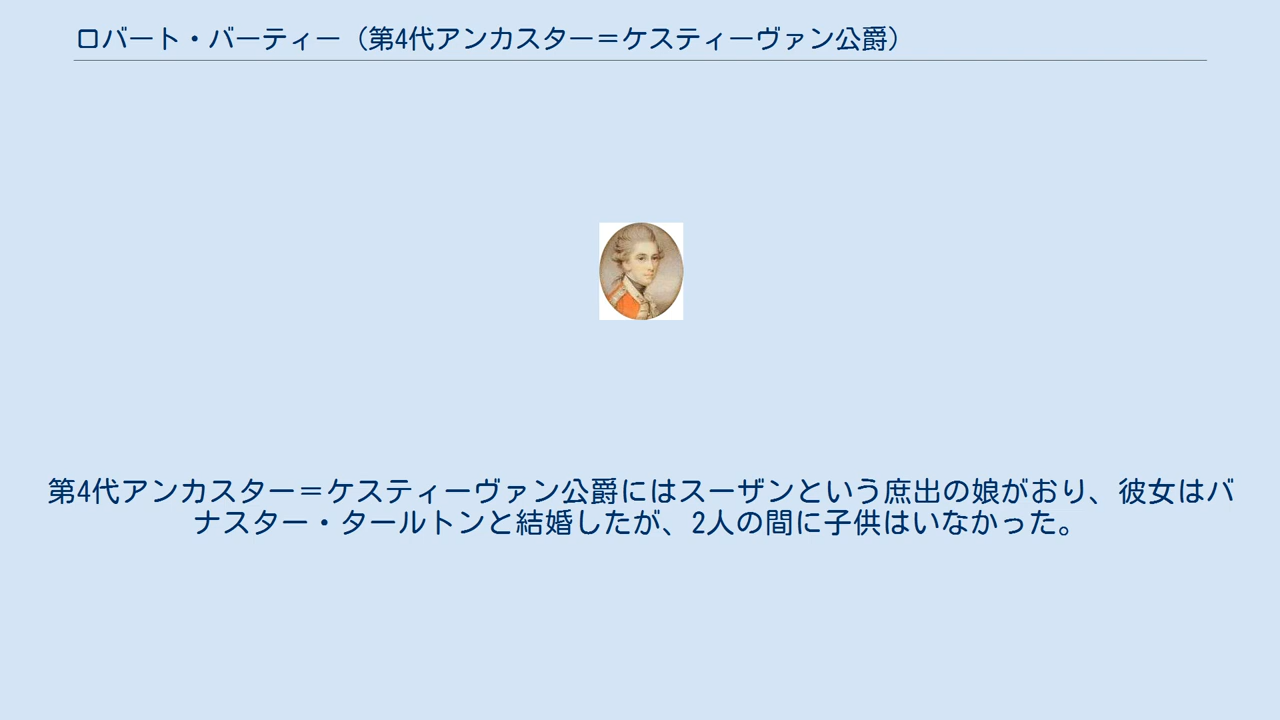 ロバート・バーティー（第4代アンカスター＝ケスティーヴァン公爵）
第4代アンカスター＝ケスティーヴァン公爵にはスーザンという庶出の娘がおり、彼女はバ
ナスター・タールトンと結婚したが、2人の間に子供はいなかった。